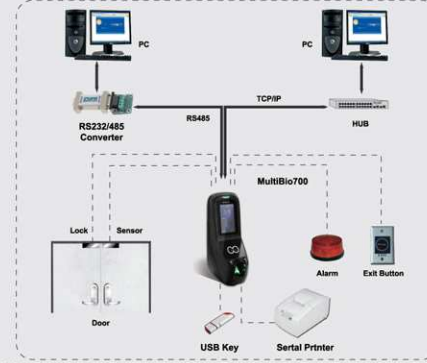 PC
PC
TCP/IP
RS485
RS232/485
Converter
HUB
MultiBio700
Lock
Sensor
Alarm
Exit Button
Door
USB Key
Sertal Prtnter